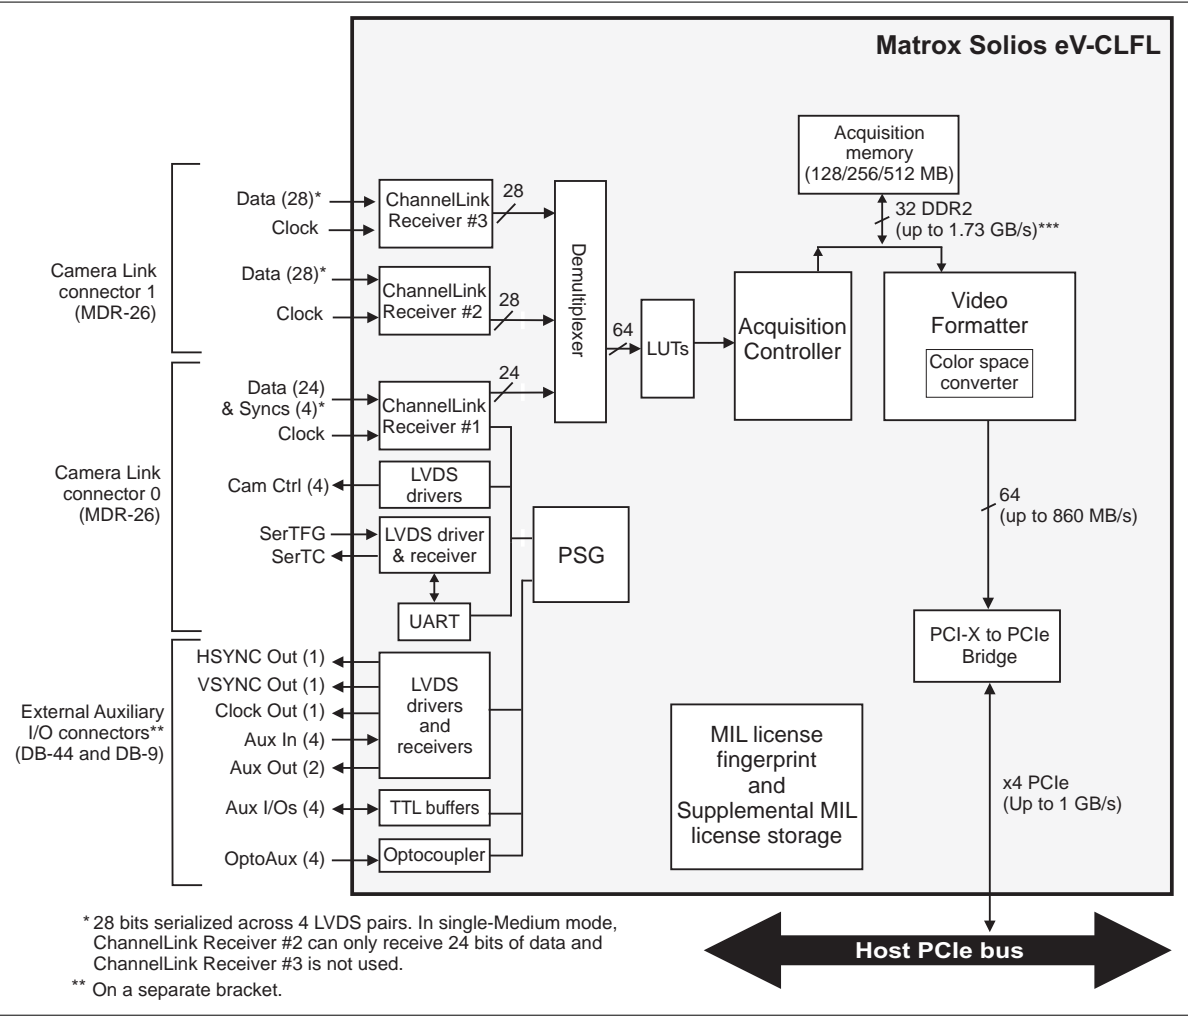 Matrox Solios eV-CLFL
Acquisition
memory
(128/256/512 MB)
32 DDR2
(up to 1.73 GB/s)***
Camera Link
connector 1
(MDR-26)
Data (28)*
Clock
ChannelLink
Receiver #3
28
Data (28)*
Clock
ChannelLink
Receiver #2
28
Demultiplexer
64
LUTs
Acquisition
Controller
Video
Formatter
Color space
converter
Camera Link
connector 0
(MDR-26)
Data (24)
& Syncs (4)*
Clock
ChannelLink
Receiver #1
24
Cam Ctrl (4)
LVDS
drivers
SerTFG
SerTC
LVDS driver
& receiver
UART
PSG
64
(up to 860 MB/s)
PCI-X to PCIe
Bridge
External Auxiliary
I/O connectors**
(DB-44 and DB-9)
HSYNC Out (1)
VSYNC Out (1)
Clock Out (1)
Aux In (4)
Aux Out (2)
LVDS
drivers
and
receivers
Aux I/Os (4)
TTL buffers
OptoAux (4)
Optocoupler
MIL license
fingerprint
and
Supplemental MIL
license storage
x4 PCIe
(Up to 1 GB/s)
Host PCIe bus
* 28 bits serialized across 4 LVDS pairs. In single-Medium mode,
ChannelLink Receiver #2 can only receive 24 bits of data and
ChannelLink Receiver #3 is not used.
** On a separate bracket.